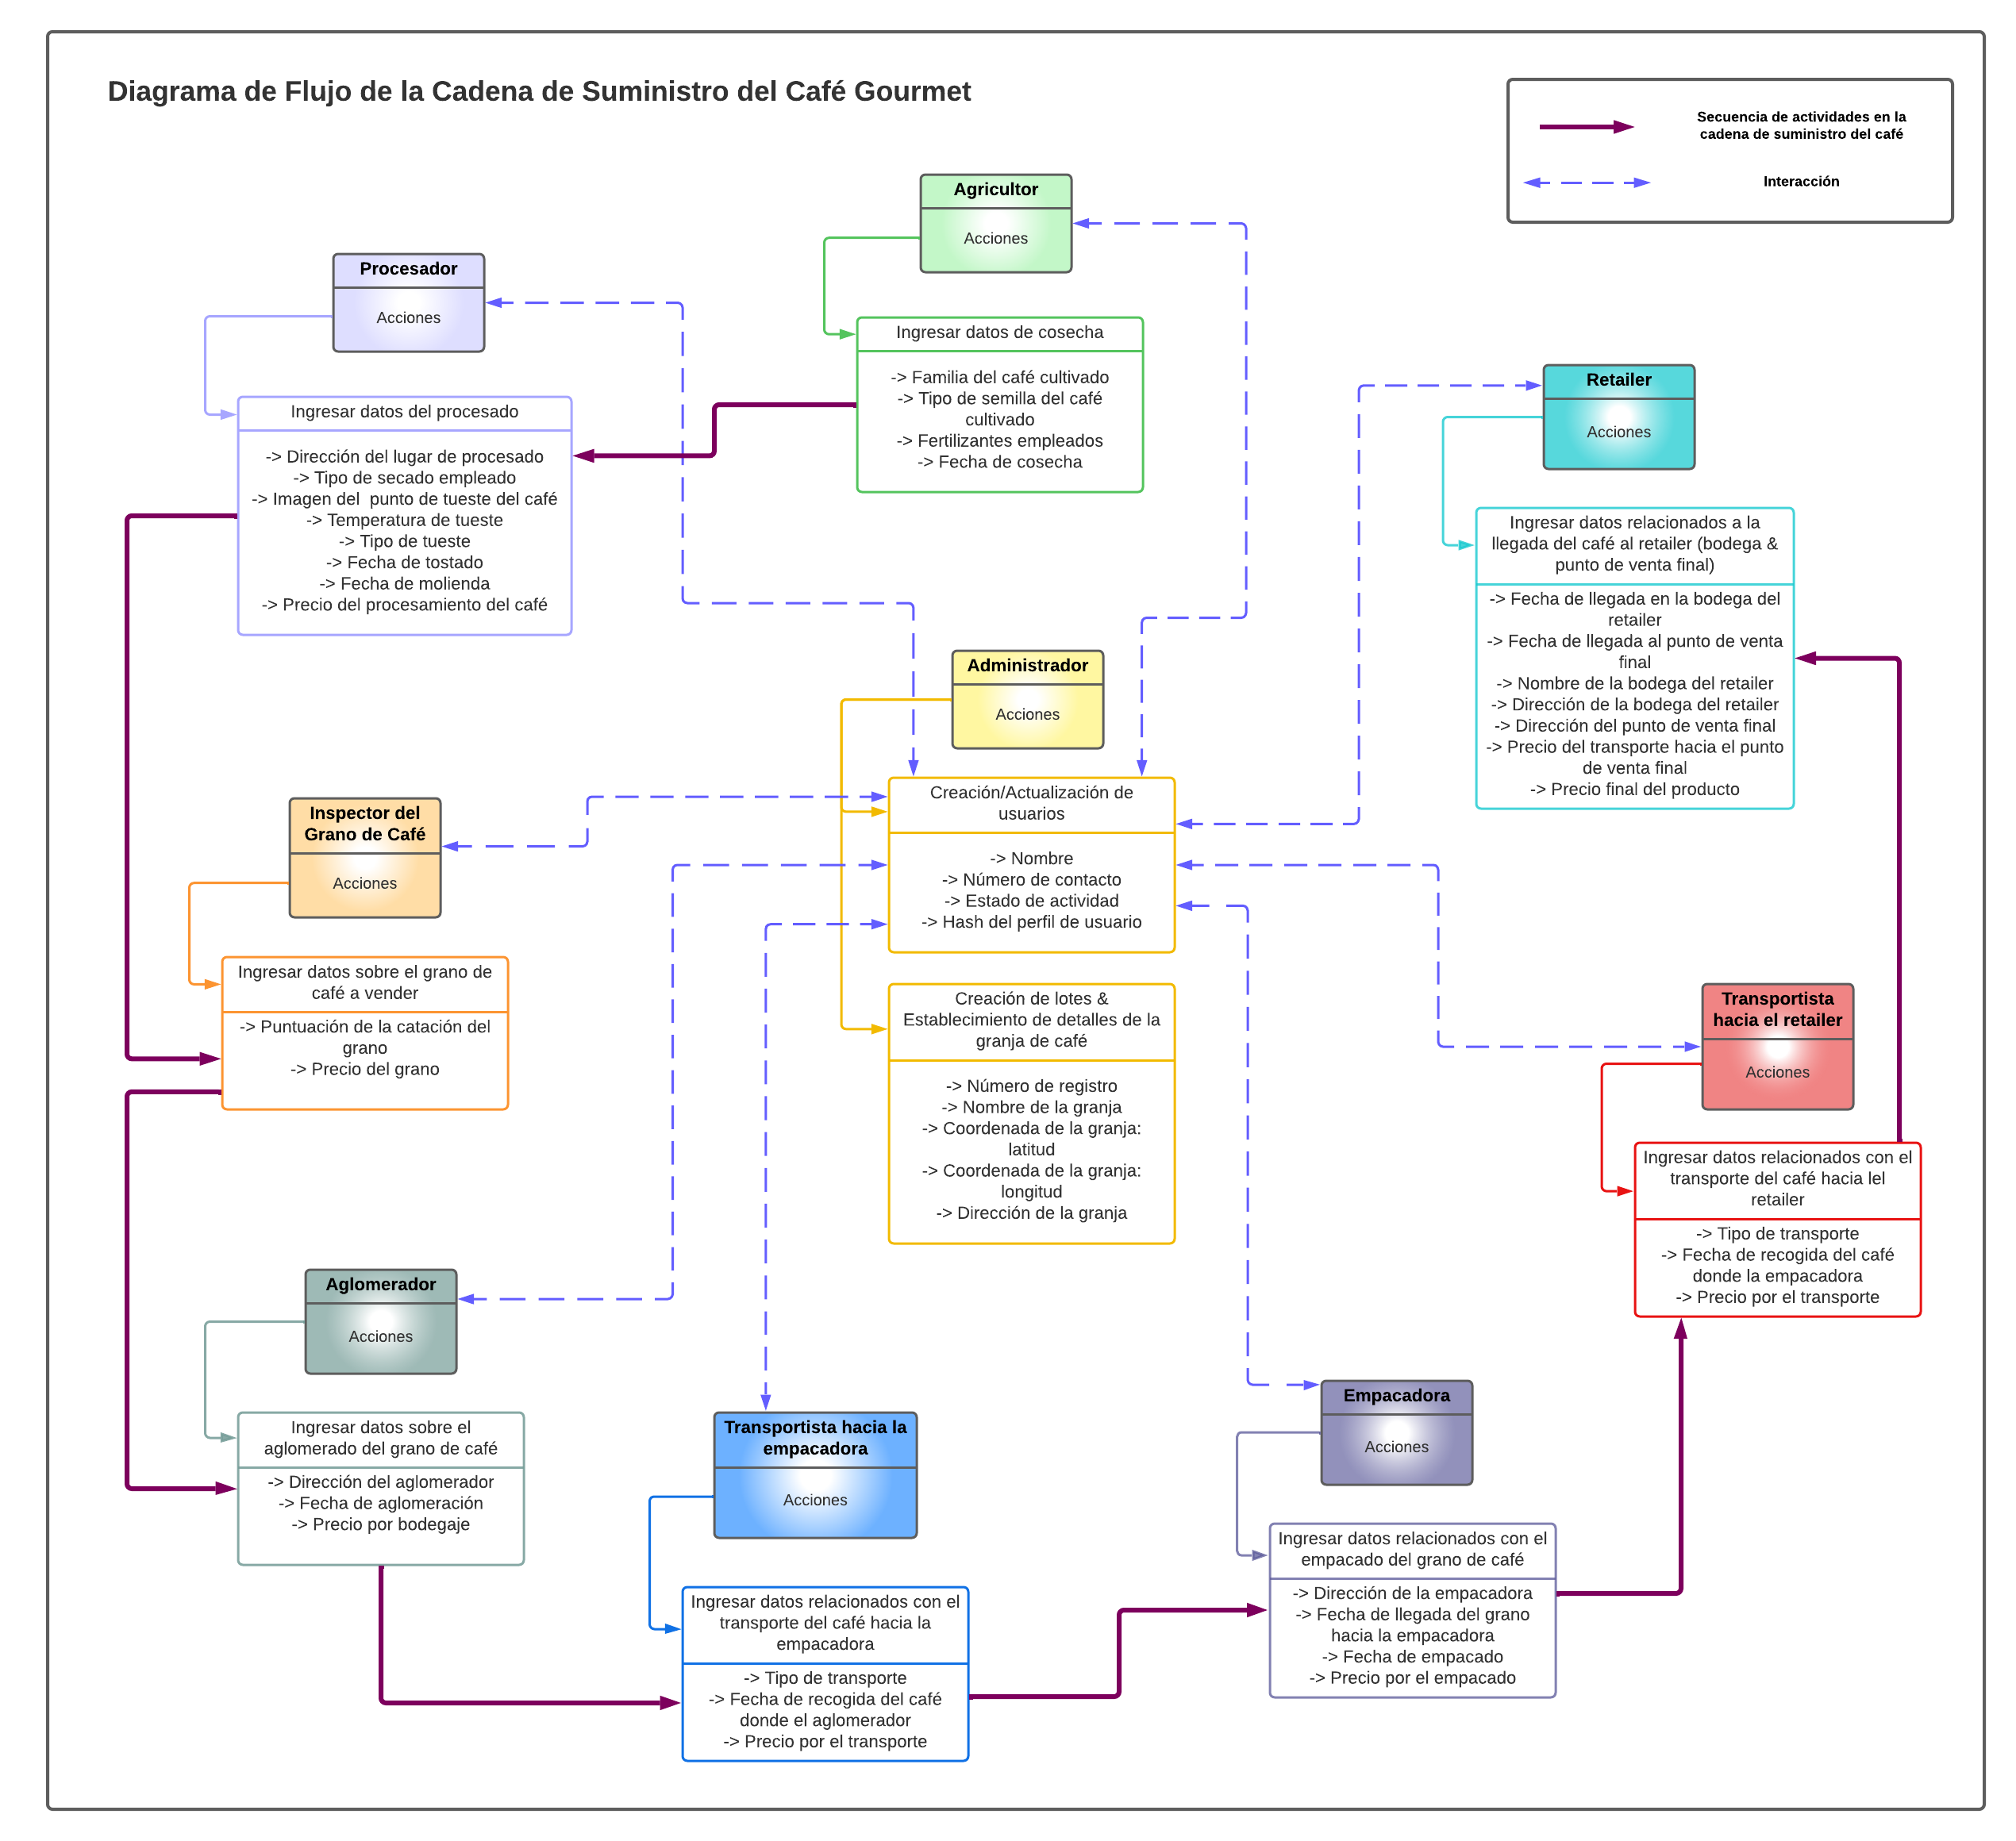 Diagrama de Flujo de la Cadena de Suministro del Café Gourmet
Secuencia de actividades en la
cadena de suministro del café
Interacción
Agricultor
Acciones
Ingresar datos de cosecha
-> Familia del café cultivado
-> Tipo de semilla del café
cultivado
-> Fertilizantes empleados
-> Fecha de cosecha
Procesador
Acciones
Ingresar datos del procesado
-> Dirección del lugar de procesado
-> Tipo de secado empleado
-> Imagen del  punto de tueste del café
-> Temperatura de tueste
-> Tipo de tueste
-> Fecha de tostado
-> Fecha de molienda
-> Precio del procesamiento del café
Retailer
Acciones
Ingresar datos relacionados a la
llegada del café al retailer (bodega &
punto de venta final)
-> Fecha de llegada en la bodega del
retailer
-> Fecha de llegada al punto de venta
final
-> Nombre de la bodega del retailer
-> Dirección de la bodega del retailer
-> Dirección del punto de venta final
-> Precio del transporte hacia el punto
de venta final
-> Precio final del producto
Administrador
Acciones
Creación/Actualización de
usuarios
-> Nombre
-> Número de contacto
-> Estado de actividad
-> Hash del perfil de usuario
Creación de lotes &
Establecimiento de detalles de la
granja de café
-> Número de registro
-> Nombre de la granja
-> Coordenada de la granja:
latitud
-> Coordenada de la granja:
longitud
-> Dirección de la granja
Inspector del
Grano de Café
Acciones
Ingresar datos sobre el grano de
café a vender
-> Puntuación de la catación del
grano
-> Precio del grano
Transportista
hacia el retailer
Acciones
Ingresar datos relacionados con el
transporte del café hacia lel
retailer
-> Tipo de transporte
-> Fecha de recogida del café
donde la empacadora
-> Precio por el transporte
Aglomerador
Acciones
Ingresar datos sobre el
aglomerado del grano de café
-> Dirección del aglomerador
-> Fecha de aglomeración
-> Precio por bodegaje
Transportista hacia la
empacadora
Acciones
Ingresar datos relacionados con el
transporte del café hacia la
empacadora
-> Tipo de transporte
-> Fecha de recogida del café
donde el aglomerador
-> Precio por el transporte
Empacadora
Acciones
Ingresar datos relacionados con el
empacado del grano de café
-> Dirección de la empacadora
-> Fecha de llegada del grano
hacia la empacadora
-> Fecha de empacado
-> Precio por el empacado